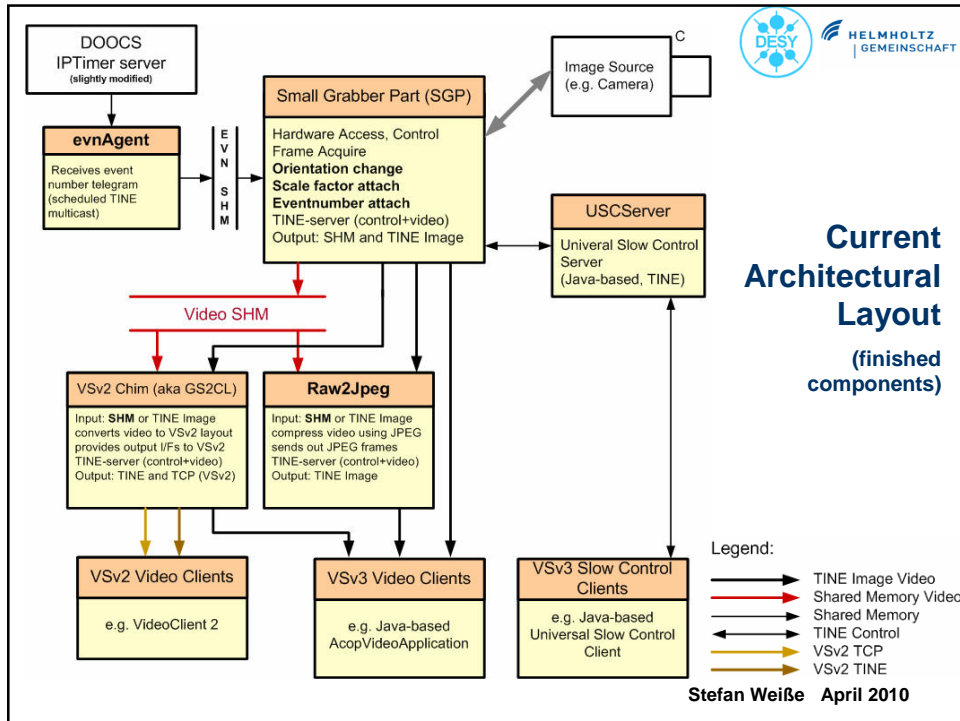 DOOCS
IPTimer server
(slightly modified)
evnAgent
Receives event
number telegram
(scheduled TINE
multicast)
EVN SHM
Small Grabber Part (SGP)
Hardware Access, Control
Frame Acquire
Orientation change
Scale factor attach
Eventnumber attach
TINE-server (control+video)
Output: SHM and TINE Image
C
Image Source
(e.g. Camera)
DESY
HELMHOLTZ
GEMEINSCHAFT
USCServer
Univeral Slow Control
Server
(Java-based, TINE)
Current
Architectural
Layout
(finished
components)
Video SHM
VSv2 Chim (aka GS2CL)
Input: SHM or TINE Image
converts video to VSv2 layout
provides output I/Fs to VSv2
TINE-server (control+video)
Output: TINE and TCP (VSv2)
Raw2Jpeg
Input: SHM or TINE Image
compress video using JPEG
sends out JPEG frames
TINE-server (control+video)
Output: TINE Image
VSv2 Video Clients
e.g. VideoClient 2
VSv3 Video Clients
e.g. Java-based
AcopVideoApplication
VSv3 Slow Control
Clients
e.g. Java-based
Universal Slow Control
Client
Legend:
TINE Image Video
Shared Memory Video
Shared Memory
TINE Control
VSv2 TCP
VSv2 TINE
Stefan Weiße April 2010